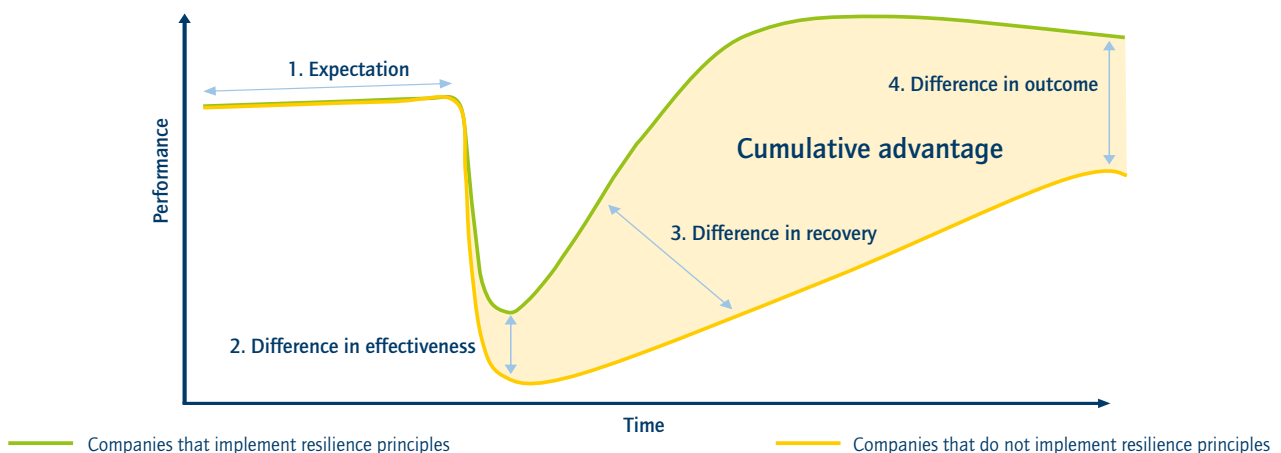 1. Expectation
4. Difference in outcome
Cumulative advantage
Performance
3. Difference in recovery
2. Difference in effectiveness
Time
Companies that implement resilience principles
Companies that do not implement resilience principles